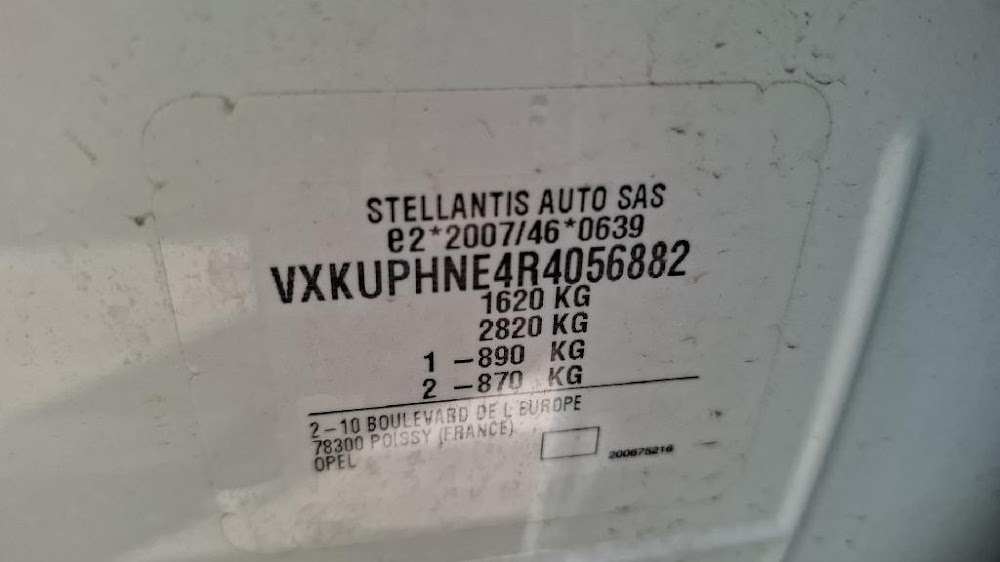 STELLANTIS AUTO SAS
e2*2007/46*0639
VXKUPHNE4R4056882
1620 KG
2820 KG
1 -890 KG
2 -870 KG
2-10 BOULEVARD DE L'EUROPE
78300 POISSY (FRANCE)
OPEL
200675216